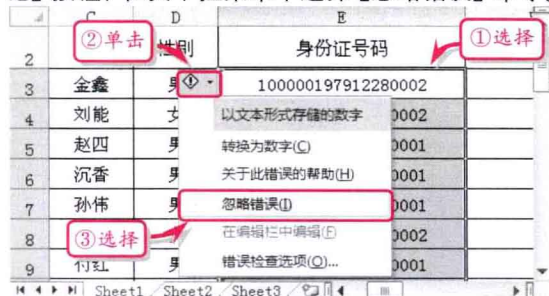 C D E
②单击 ①选择
2 性别 身份证号码
3 金鑫 男 100000197912280002
4 刘能 女 以文本形式存储的数字 0002
5 赵四 男 转换为数字(C) 0001
6 沉香 男 关于此错误的帮助(H) 0001
7 孙伟 男 忽略错误(I) 0001
8 ③选择 在编辑栏中编辑(F) 0002
9 付红 男 错误检查选项(O)... 0001
Sheet1 Sheet2 Sheet3